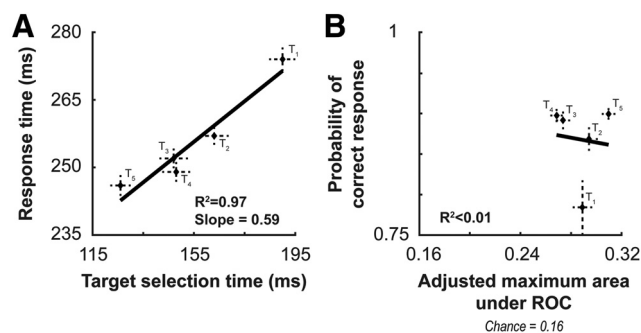 A
Response time (ms)
280
265
250
235
T1
T2
T3
T4
T5
R²=0.97
Slope = 0.59
115
155
195
Target selection time (ms)
B
Probability of
correct response
1
0.75
T4
T3
T5
T2
T1
R²<0.01
0.16
0.24
0.32
Adjusted maximum area
under ROC
Chance = 0.16